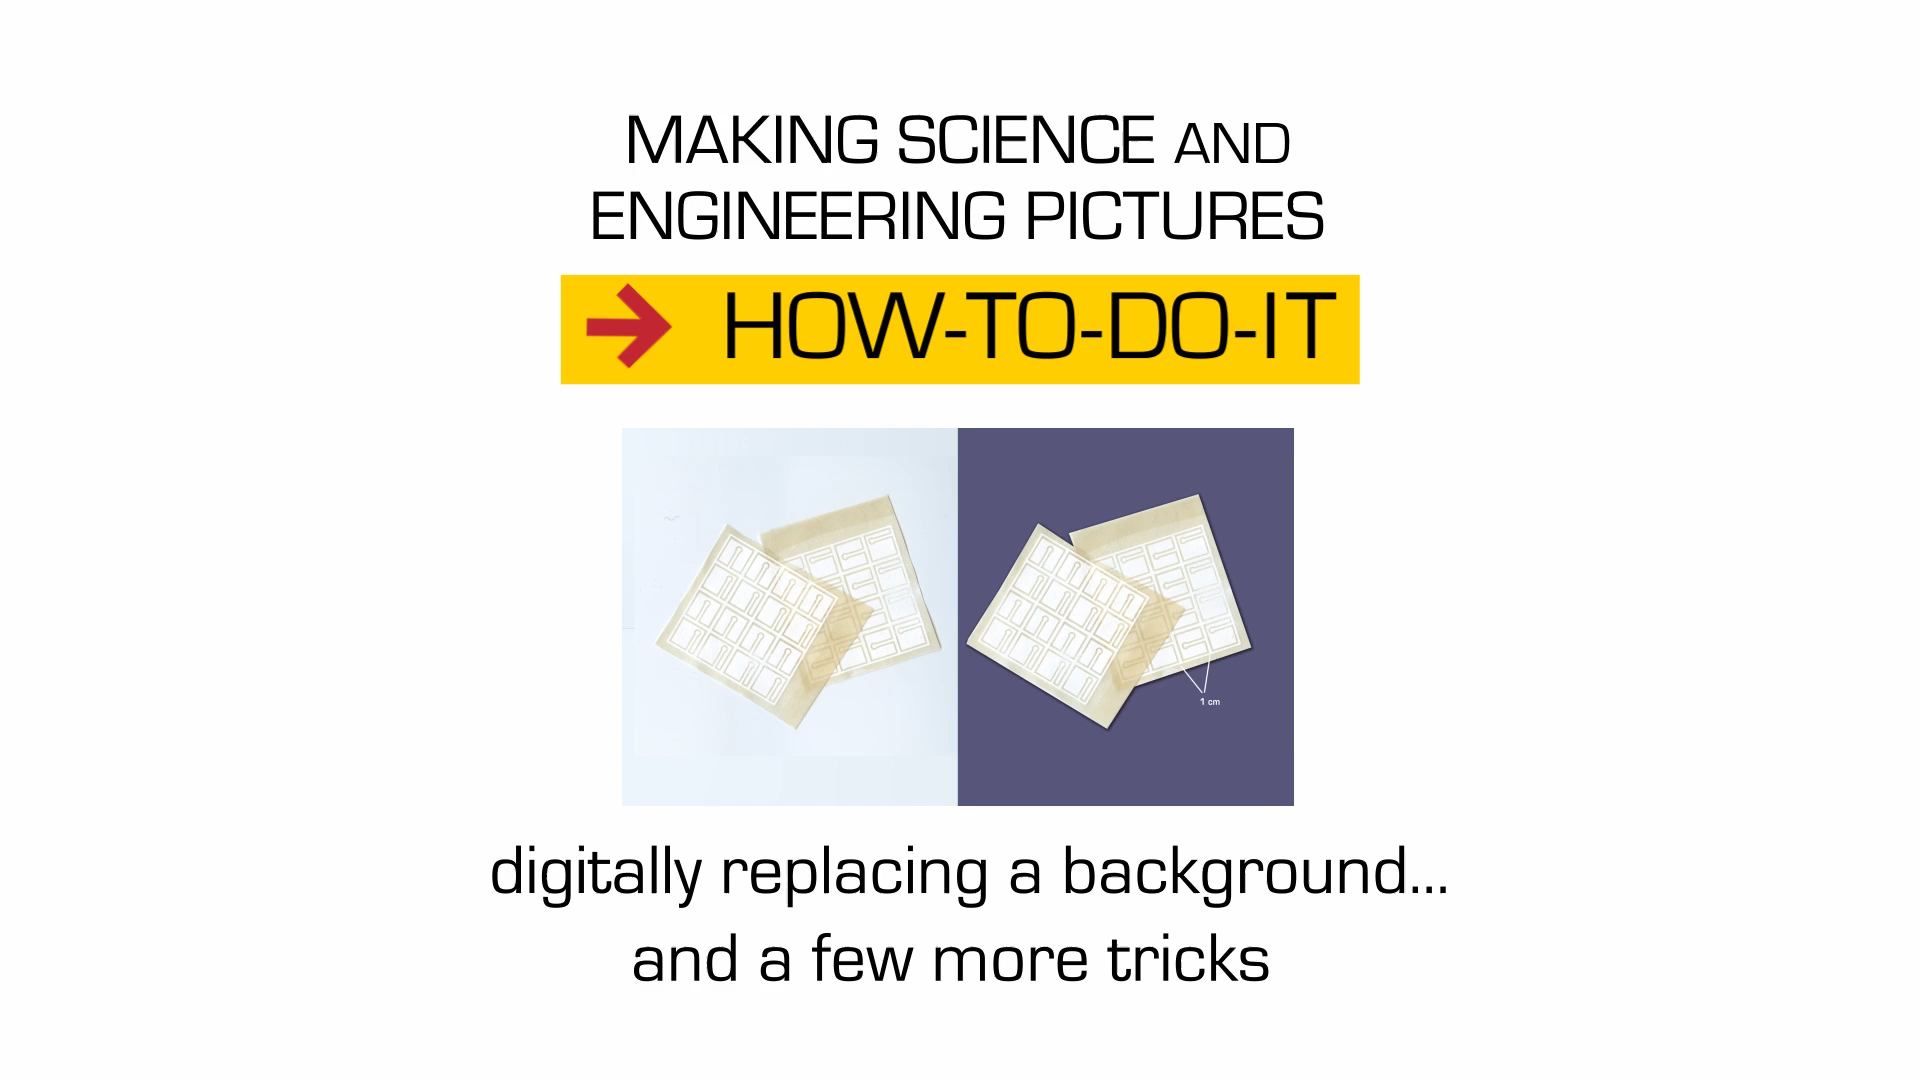 MAKING SCIENCE AND
ENGINEERING PICTURES
HOW-TO-DO-IT
1 cm
digitally replacing a background...
and a few more tricks